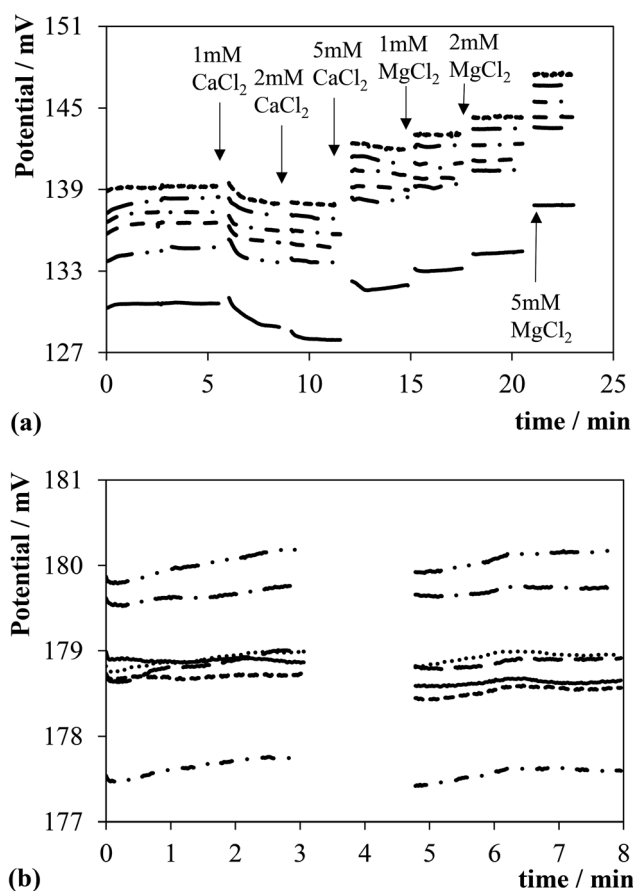 151
145
139
133
127
Potential / mV
1mM
CaCl2
2mM
CaCl2
5mM
CaCl2
1mM
MgCl2
2mM
MgCl2
5mM
MgCl2
0
5
10
15
20
25
(a)
time / min
181
180
179
178
177
Potential / mV
0
1
2
3
4
5
6
7
8
(b)
time / min